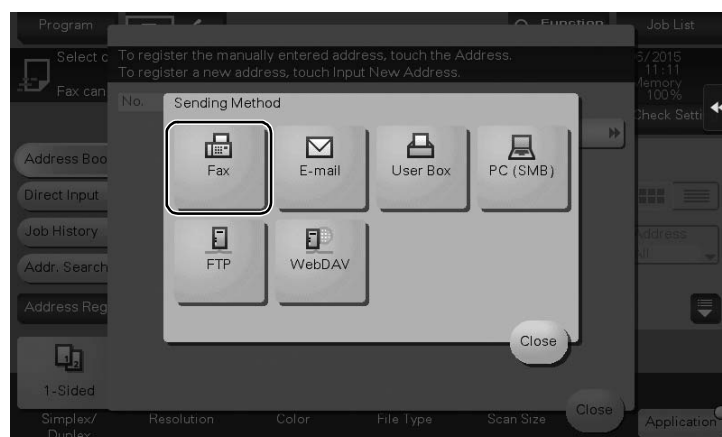 Program
Function
Job List
Select c
To register the manually entered address, touch the Address.
To register a new address, touch Input New Address.
5/2015
11:11
Memory
100%
Fax can
No.
Sending Method
Check Setti
Fax
E-mail
User Box
PC (SMB)
Address Boo
Direct Input
Job History
Address
All
FTP
WebDAV
Addr. Search
Address Reg
Close
1-Sided
Close
Simplex/
Duplex
Resolution
Color
File Type
Scan Size
Application